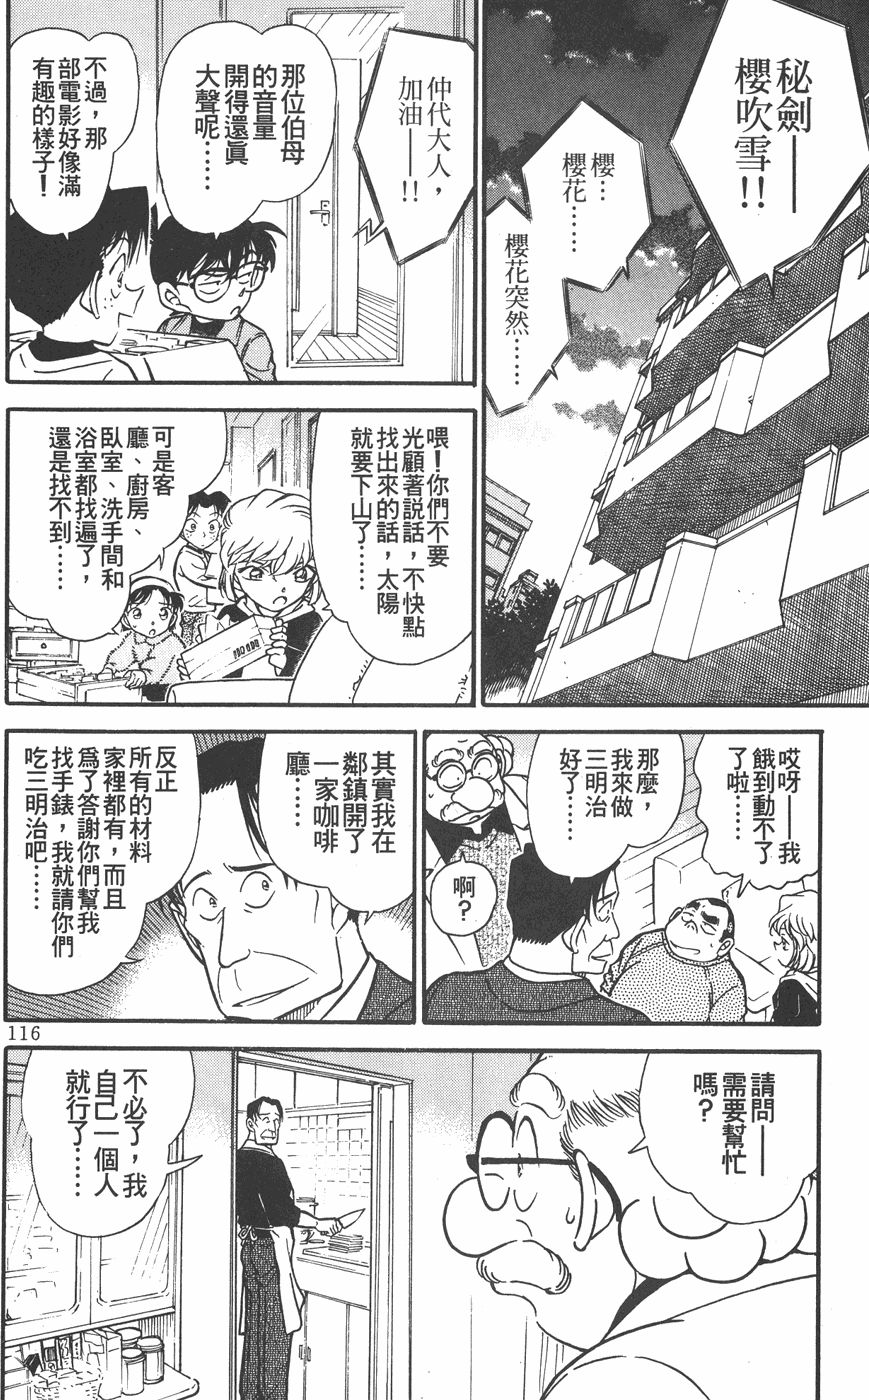 秘劍——
櫻吹雪!!
櫻…
櫻花……
櫻花突然……
仲代大人，
加油——!!
那位伯母
的音量
開得還真
大聲呢……
不過，那
部電影好像滿
有趣的樣子！
喂！你們不要
光顧著說話，不快點
找出來的話，太陽
就要下山了……
可是客
廳、廚房、
臥室、洗手間和
浴室都找遍了，
還是找不到……
哎呀——我
餓到動不了
了啦……
那麼，
我來做
三明治
好了……
啊？
其實我在
鄰鎮開了
一家咖啡
廳……
反正
所有的材料
家裡都有，而且
為了答謝你們幫我
找手錶，我就請你們
吃三明治吧……
116
請問——
需要幫忙
嗎？
不必了，我
自己一個人
就行了……